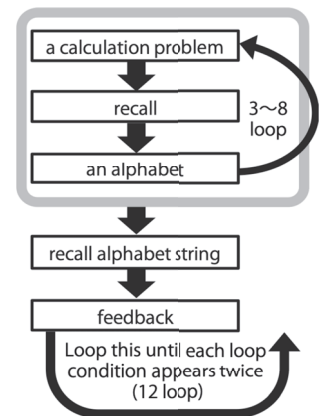 a calculation problem
recall
3～8
loop
an alphabet
recall alphabet string
feedback
Loop this until each loop
condition appears twice
(12 loop)